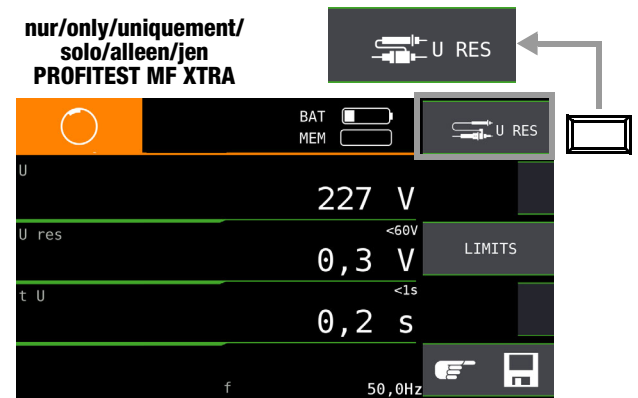 nur/only/uniquement/
solo/alleen/jen
PROFITEST MF XTRA
U RES
BAT
MEM
U RES
U
227 V
U res
<60V
0,3 V
LIMITS
t U
<1s
0,2 s
f
50,0Hz